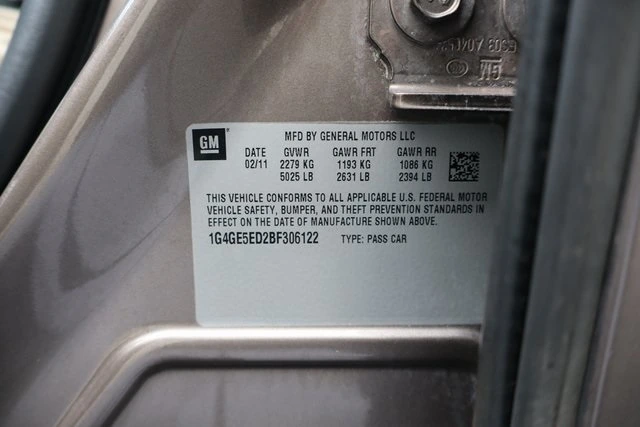 GM
GM
MFD BY GENERAL MOTORS LLC
DATE GVWR GAWR FRT GAWR RR
02/11 2279 KG 1193 KG 1086 KG
5025 LB 2631 LB 2394 LB
THIS VEHICLE CONFORMS TO ALL APPLICABLE U.S. FEDERAL MOTOR
VEHICLE SAFETY, BUMPER, AND THEFT PREVENTION STANDARDS IN
EFFECT ON THE DATE OF MANUFACTURE SHOWN ABOVE.
1G4GE5ED2BF306122 TYPE: PASS CAR